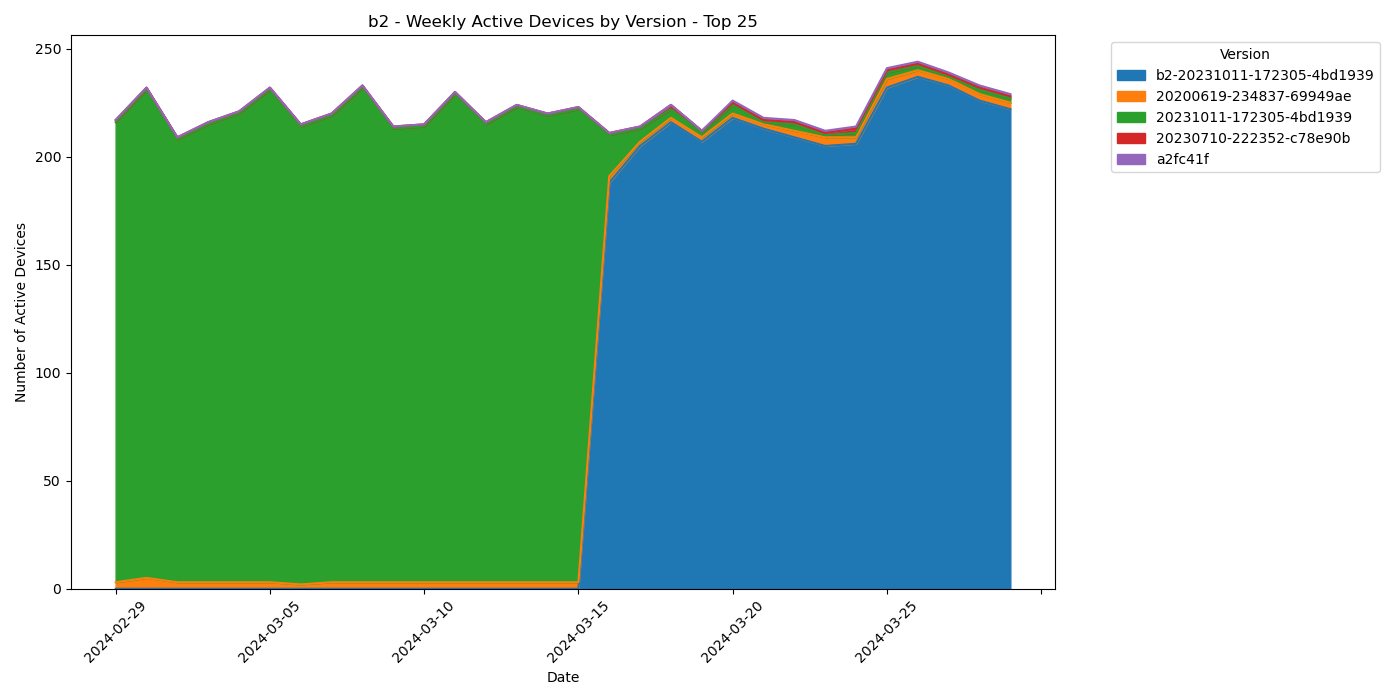 b2 - Weekly Active Devices by Version - Top 25
250
200
150
100
50
0
Number of Active Devices
2024-02-29
2024-03-05
2024-03-10
2024-03-15
2024-03-20
2024-03-25
Date
Version
b2-20231011-172305-4bd1939
20200619-234837-69949ae
20231011-172305-4bd1939
20230710-222352-c78e90b
a2fc41f